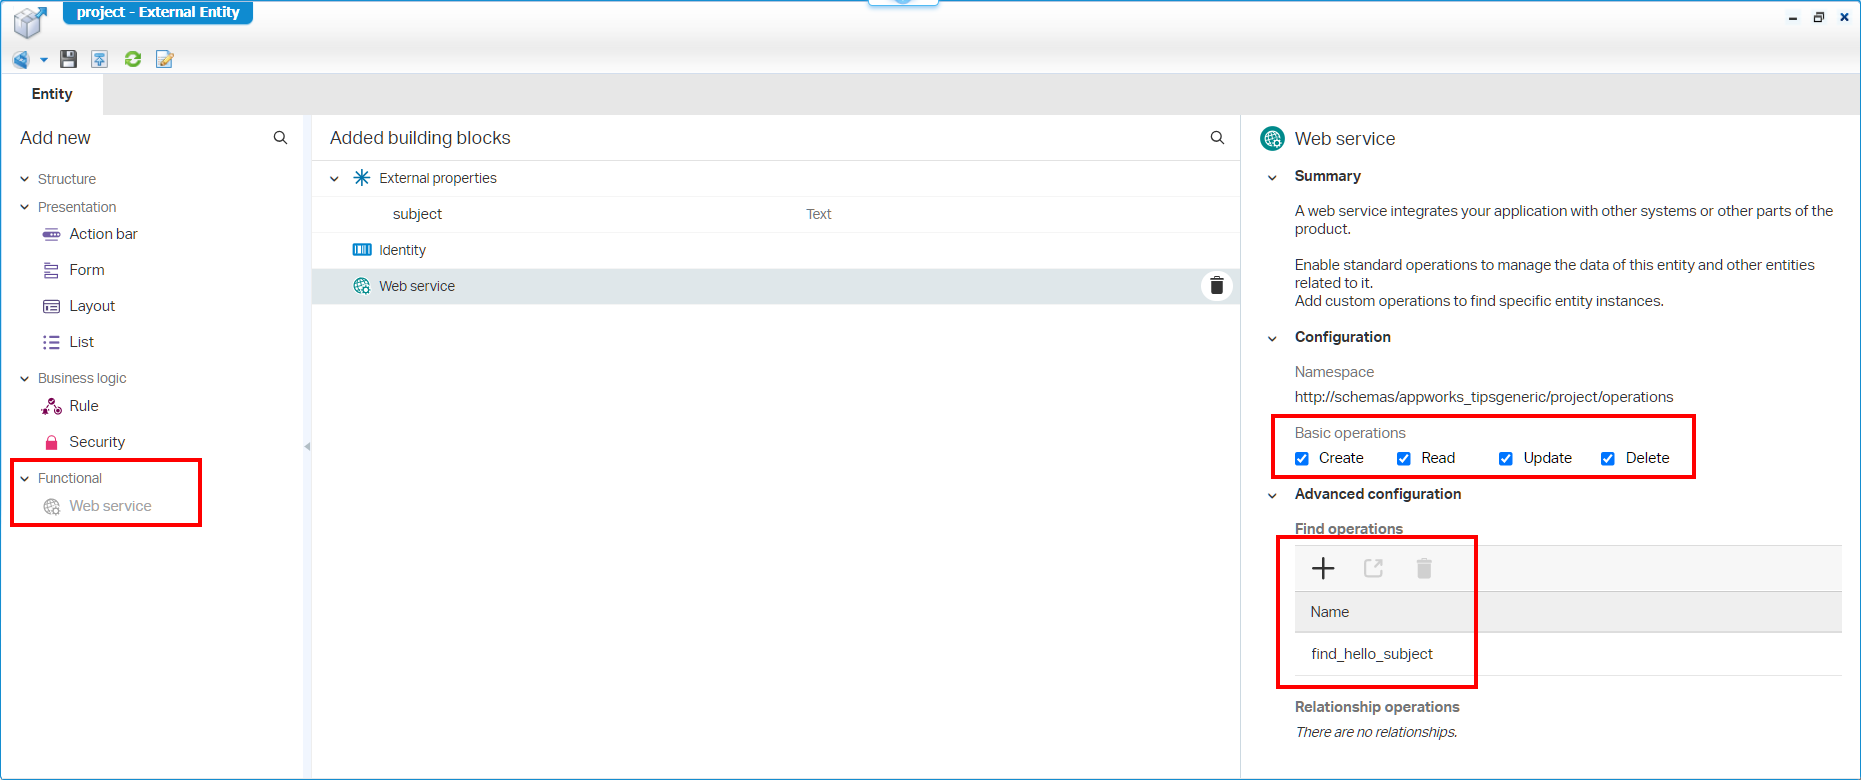 project - External Entity
Entity
Add new
Structure
Presentation
Action bar
Form
Layout
List
Business logic
Rule
Security
Functional
Web service
Added building blocks
External properties
subject Text
Identity
Web service
Web service
Summary
A web service integrates your application with other systems or other parts of the
product.
Enable standard operations to manage the data of this entity and other entities
related to it.
Add custom operations to find specific entity instances.
Configuration
Namespace
http://schemas/appworks_tipsgeneric/project/operations
Basic operations
Create Read Update Delete
Advanced configuration
Find operations
Name
find_hello_subject
Relationship operations
There are no relationships.